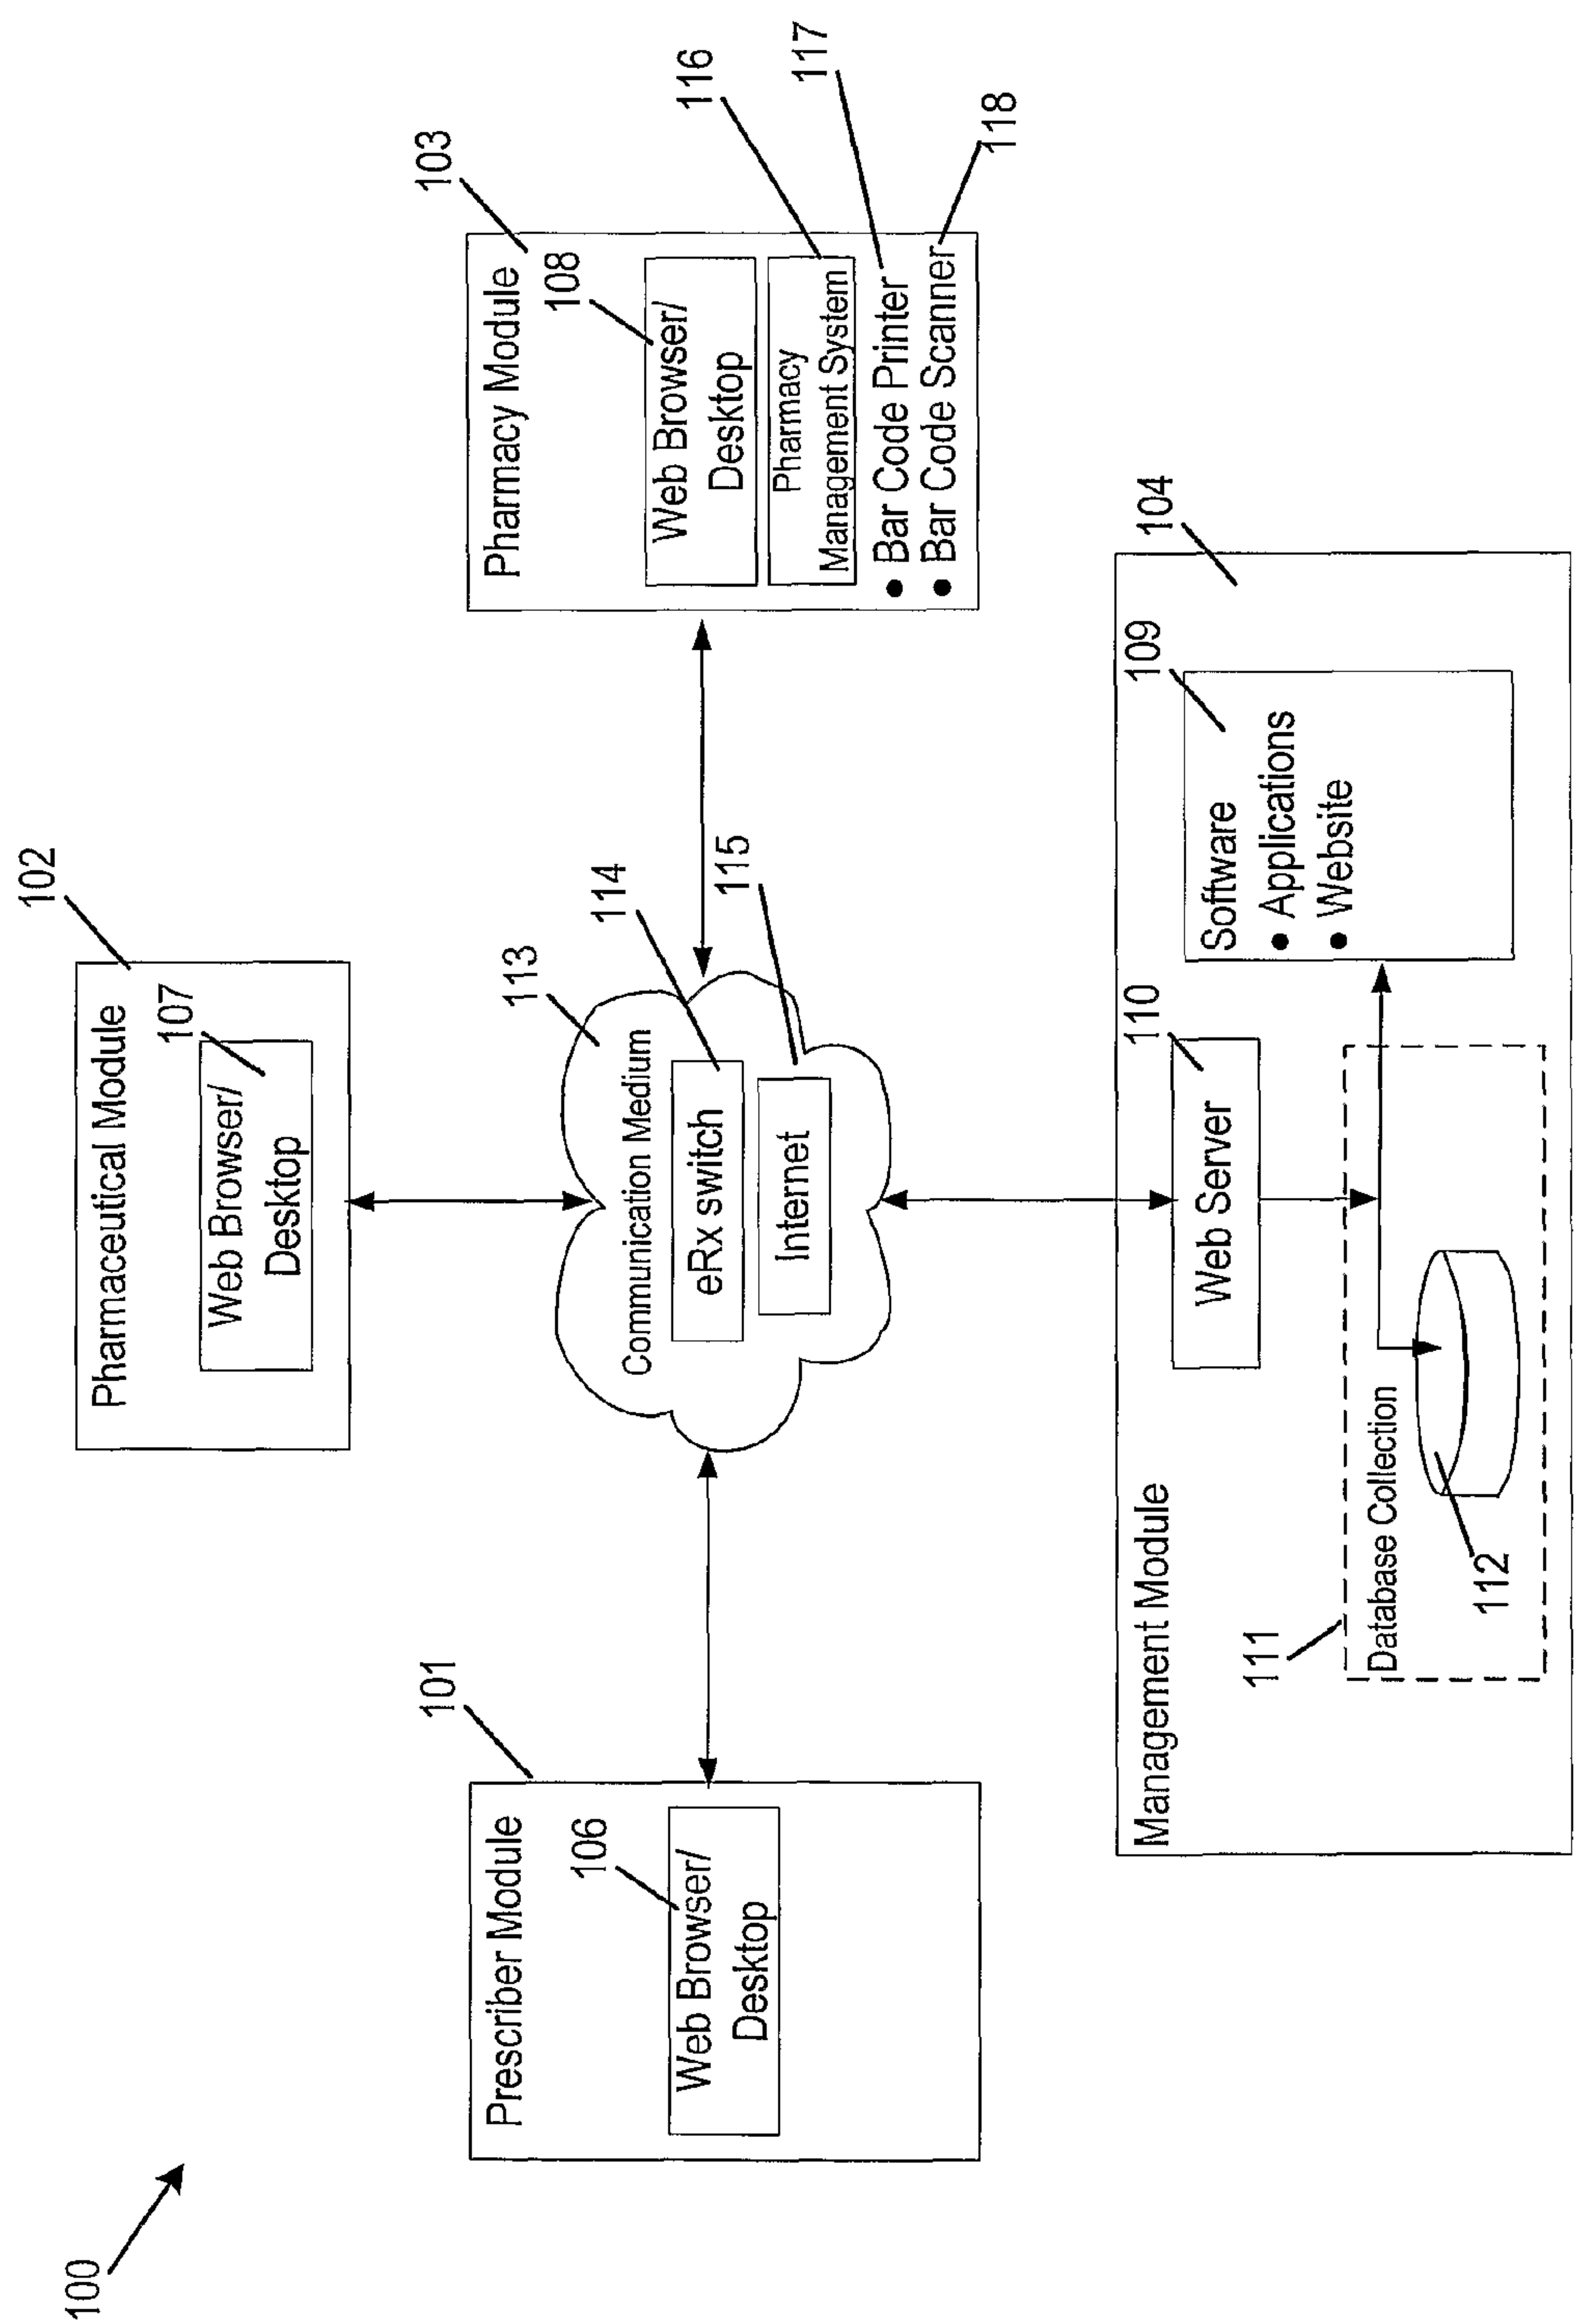 100
102
Pharmaceutical Module
107
Web Browser/
Desktop
101
Prescriber Module
106
Web Browser/
Desktop
113
Communication Medium
114
eRx switch
115
Internet
103
Pharmacy Module
108
Web Browser/
Desktop
116
Pharmacy
Management System
117
• Bar Code Printer
118
• Bar Code Scanner
104
Management Module
110
Web Server
109
Software
• Applications
• Website
111
Database Collection
112